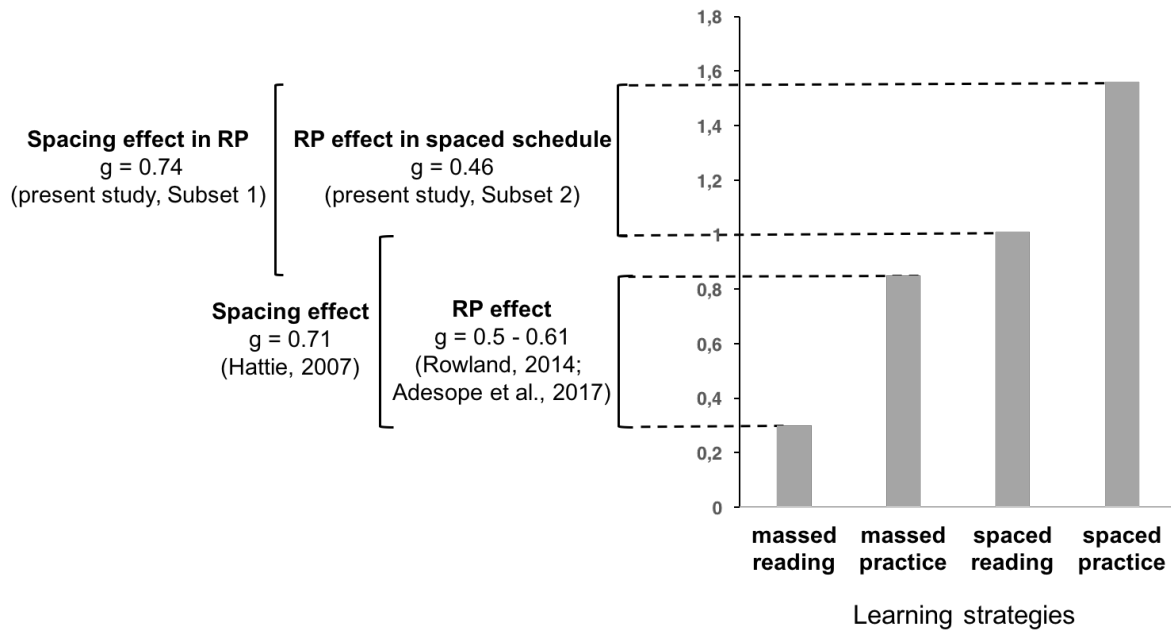 Spacing effect in RP
g = 0.74
(present study, Subset 1)
RP effect in spaced schedule
g = 0.46
(present study, Subset 2)
Spacing effect
g = 0.71
(Hattie, 2007)
RP effect
g = 0.5 - 0.61
(Rowland, 2014;
Adesope et al., 2017)
1,8
1,6
1,4
1,2
1
0,8
0,6
0,4
0,2
0
massed
reading
massed
practice
spaced
reading
spaced
practice
Learning strategies